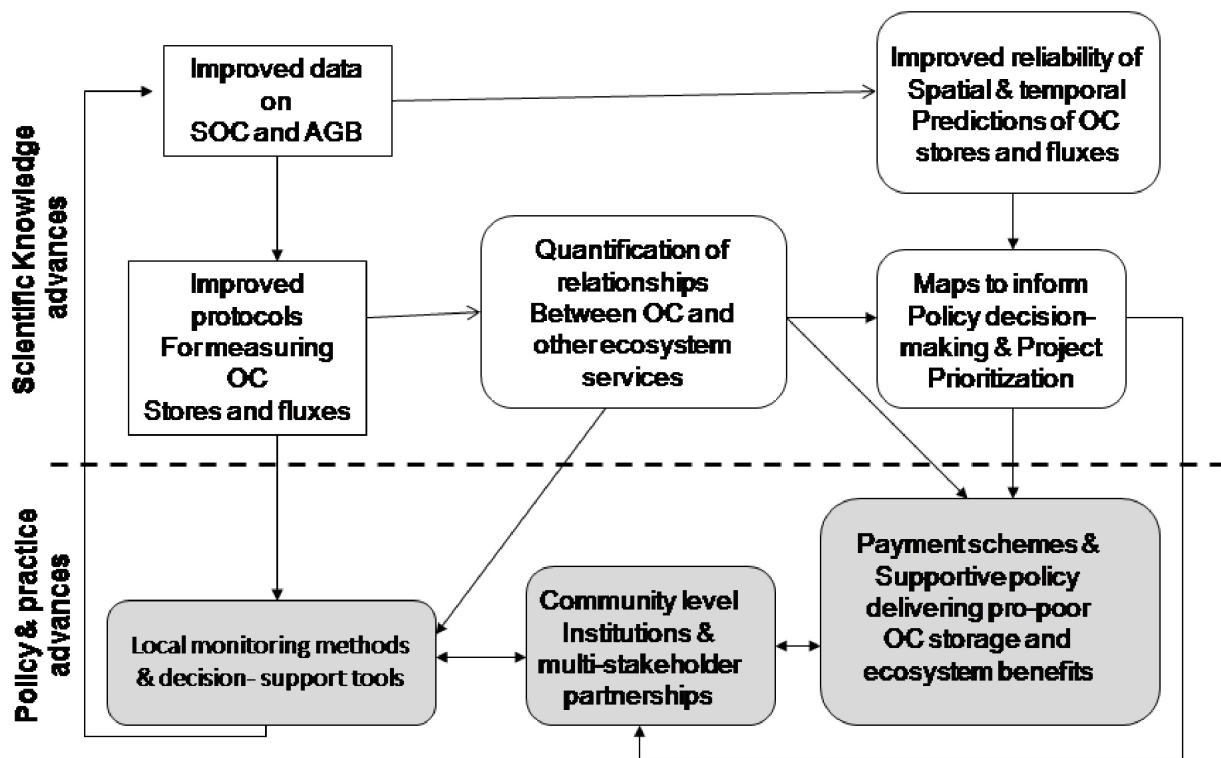 Scientific Knowledge
advances
Improved data
on
SOC and AGB
Improved reliability of
Spatial & temporal
Predictions of OC
stores and fluxes
Improved
protocols
For measuring
OC
Stores and fluxes
Quantification of
relationships
Between OC and
other ecosystem
services
Maps to inform
Policy decision-
making & Project
Prioritization
Policy & practice
advances
Local monitoring methods
& decision- support tools
Community level
Institutions &
multi-stakeholder
partnerships
Payment schemes &
Supportive policy
delivering pro-poor
OC storage and
ecosystem benefits